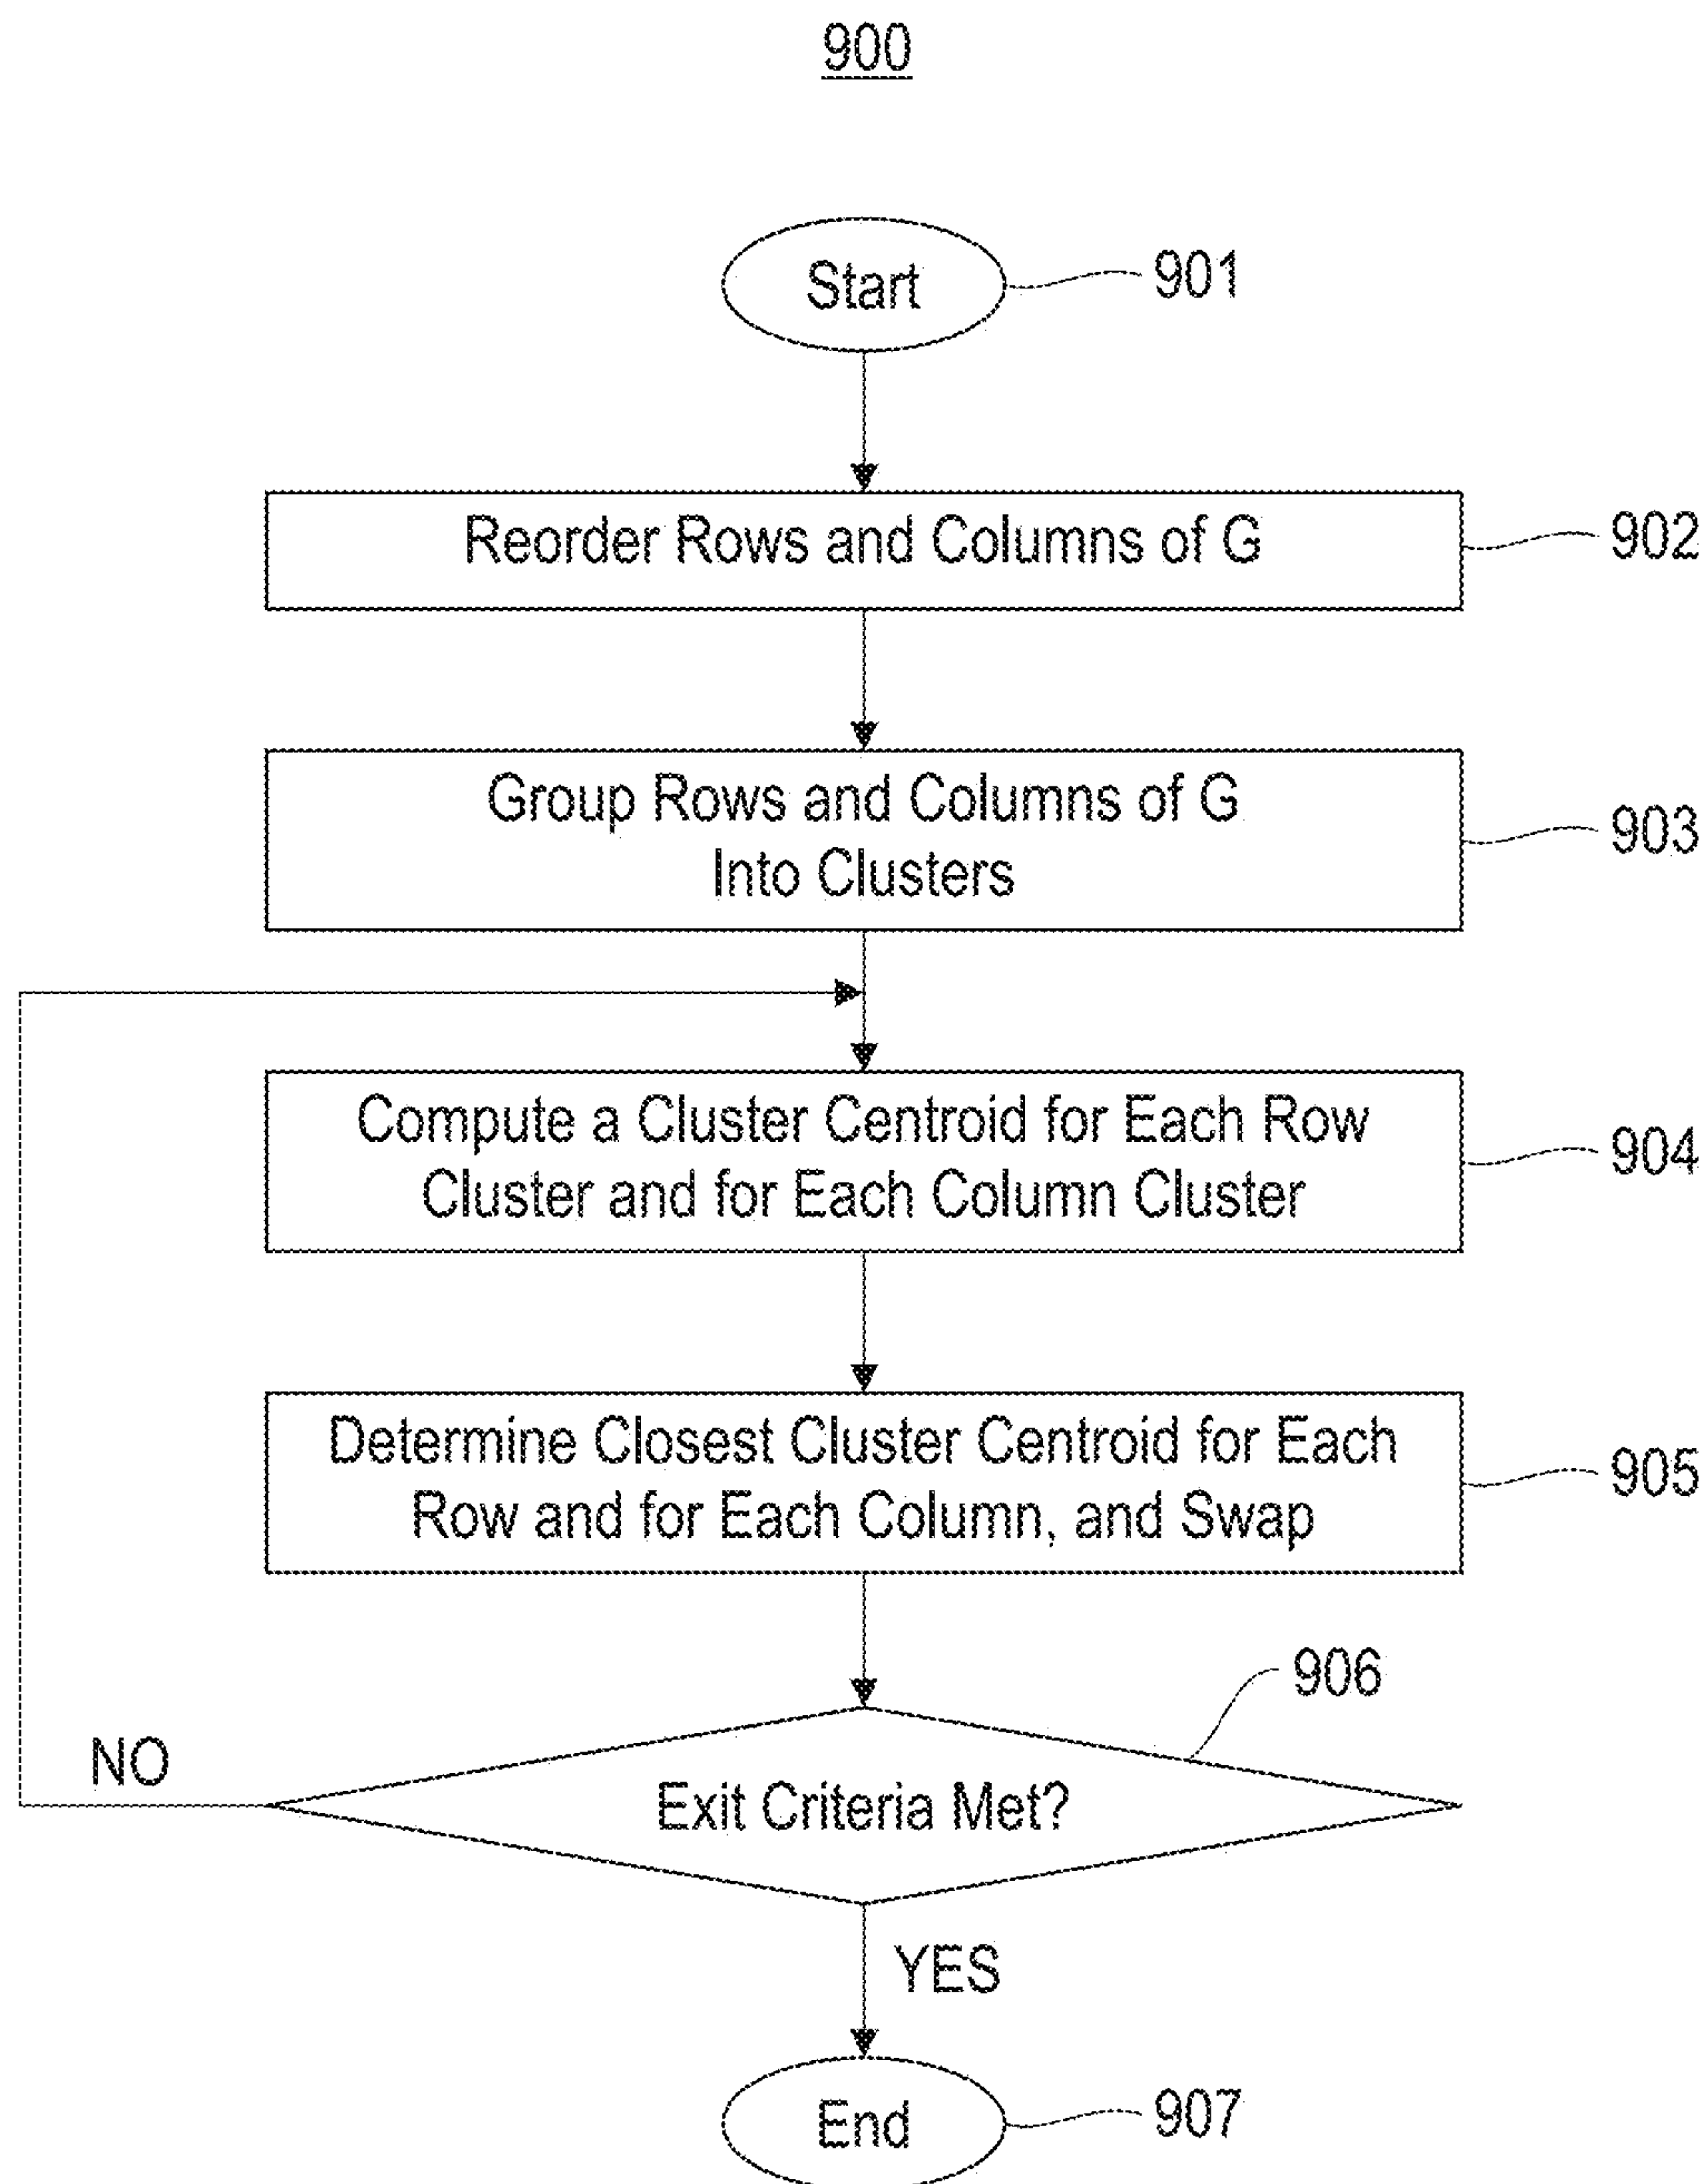 900
Start
901
Reorder Rows and Columns of G
902
Group Rows and Columns of G
Into Clusters
903
Compute a Cluster Centroid for Each Row
Cluster and for Each Column Cluster
904
Determine Closest Cluster Centroid for Each
Row and for Each Column, and Swap
905
906
NO
Exit Criteria Met?
YES
End
907